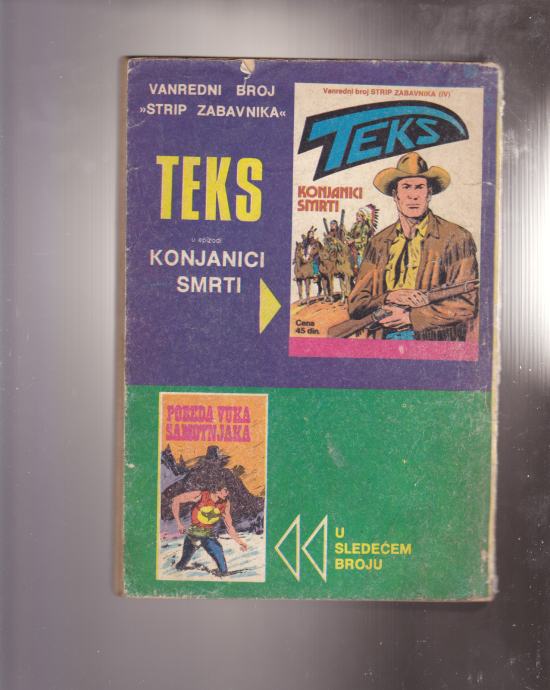 VANREDNI BROJ
»STRIP ZABAVNIKA«
TEKS
u epizodi
KONJANICI
SMRTI
Vanredni broj STRIP ZABAVNIKA (IV)
TEKS
KONJANICI
SMRTI
Cena
45 din.
POBEDA VUKA
SAMOTNJAKA
U
SLEDEĆEM
BROJU